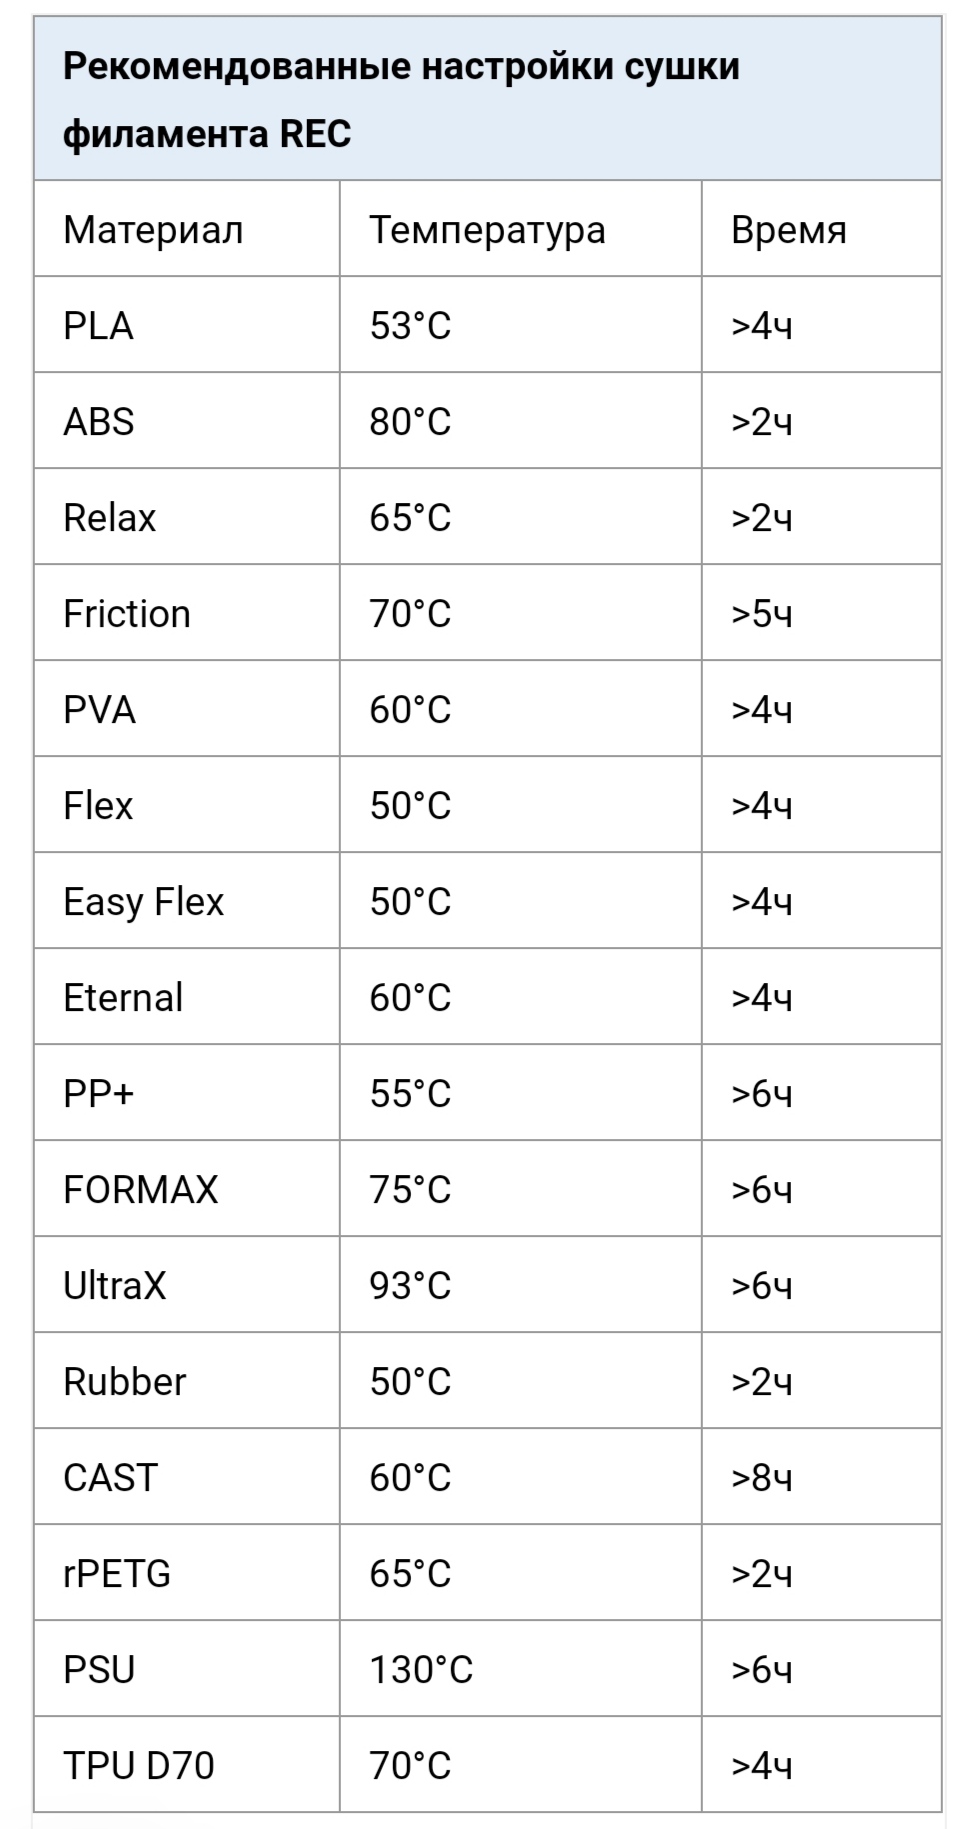 Рекомендованные настройки сушки
филамента REC
Материал Температура Время
PLA 53°C >4ч
ABS 80°C >2ч
Relax 65°C >2ч
Friction 70°C >5ч
PVA 60°C >4ч
Flex 50°C >4ч
Easy Flex 50°C >4ч
Eternal 60°C >4ч
PP+ 55°C >6ч
FORMAX 75°C >6ч
UltraX 93°C >6ч
Rubber 50°C >2ч
CAST 60°C >8ч
rPETG 65°C >2ч
PSU 130°C >6ч
TPU D70 70°C >4ч